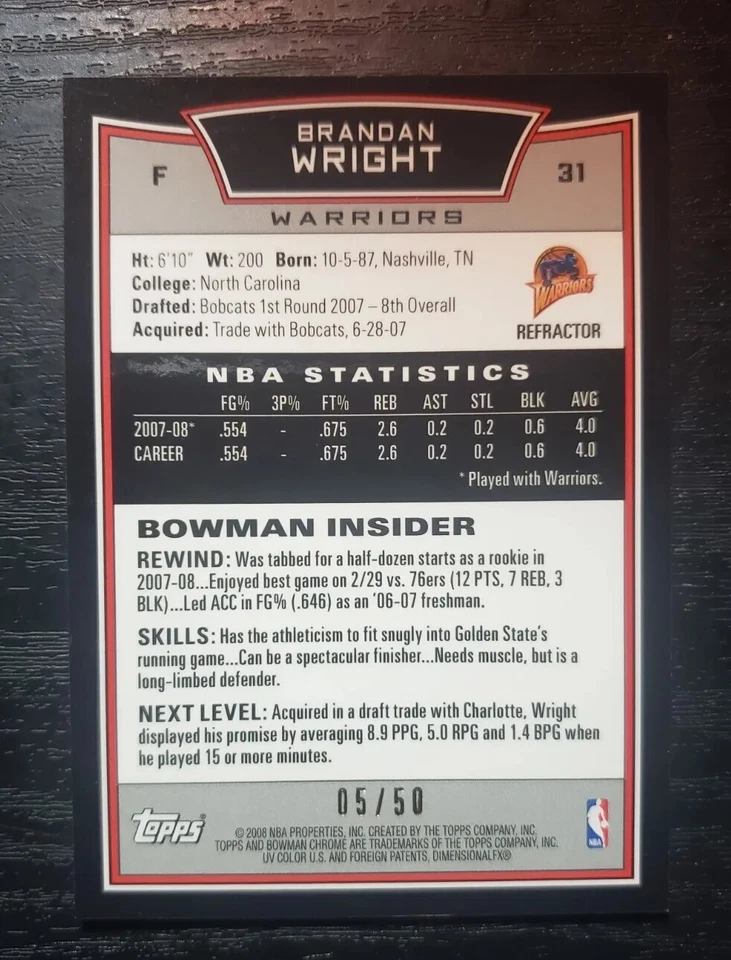 BRANDAN
WRIGHT
F
31
WARRIORS
Ht: 6'10" Wt: 200 Born: 10-5-87, Nashville, TN
College: North Carolina
Drafted: Bobcats 1st Round 2007 – 8th Overall
Acquired: Trade with Bobcats, 6-28-07
WARRIORS
REFRACTOR
NBA STATISTICS
FG% 3P% FT% REB AST STL BLK AVG
2007-08* .554 - .675 2.6 0.2 0.2 0.6 4.0
CAREER .554 - .675 2.6 0.2 0.2 0.6 4.0
* Played with Warriors.
BOWMAN INSIDER
REWIND: Was tabbed for a half-dozen starts as a rookie in
2007-08...Enjoyed best game on 2/29 vs. 76ers (12 PTS, 7 REB, 3
BLK)...Led ACC in FG% (.646) as an '06-07 freshman.
SKILLS: Has the athleticism to fit snugly into Golden State's
running game...Can be a spectacular finisher...Needs muscle, but is a
long-limbed defender.
NEXT LEVEL: Acquired in a draft trade with Charlotte, Wright
displayed his promise by averaging 8.9 PPG, 5.0 RPG and 1.4 BPG when
he played 15 or more minutes.
05/50
Topps®
© 2008 NBA PROPERTIES, INC. CREATED BY THE TOPPS COMPANY, INC.
TOPPS AND BOWMAN CHROME ARE TRADEMARKS OF THE TOPPS COMPANY, INC.
UV COLOR U.S. AND FOREIGN PATENTS, DIMENSIONALFX®
NBA